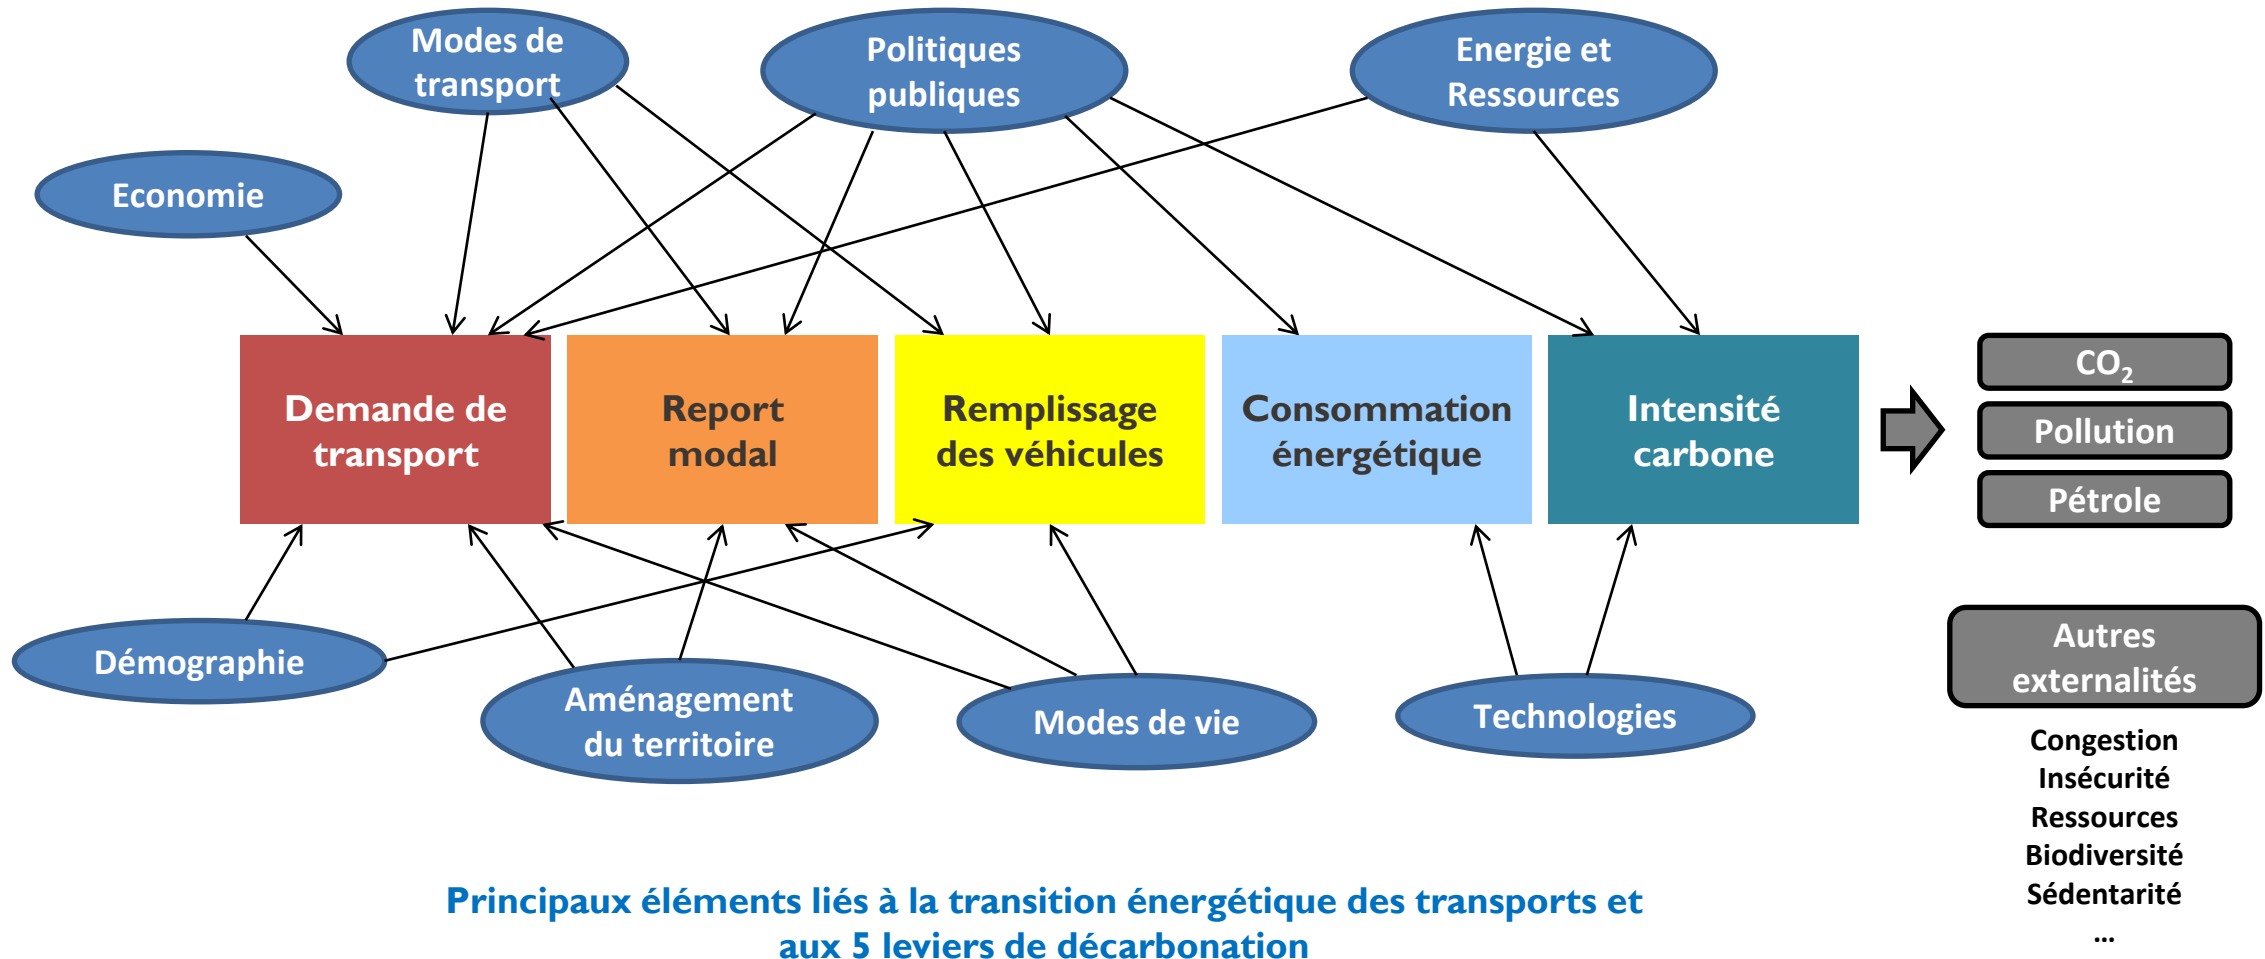 Modes de
transport
Politiques
publiques
Energie et
Ressources
Economie
Demande de
transport
Report
modal
Remplissage
des véhicules
Consommation
énergétique
Intensité
carbone
CO₂
Pollution
Pétrole
Démographie
Aménagement
du territoire
Modes de vie
Technologies
Autres
externalités
Congestion
Insécurité
Ressources
Biodiversité
Sédentarité
...
Principaux éléments liés à la transition énergétique des transports et
aux 5 leviers de décarbonation